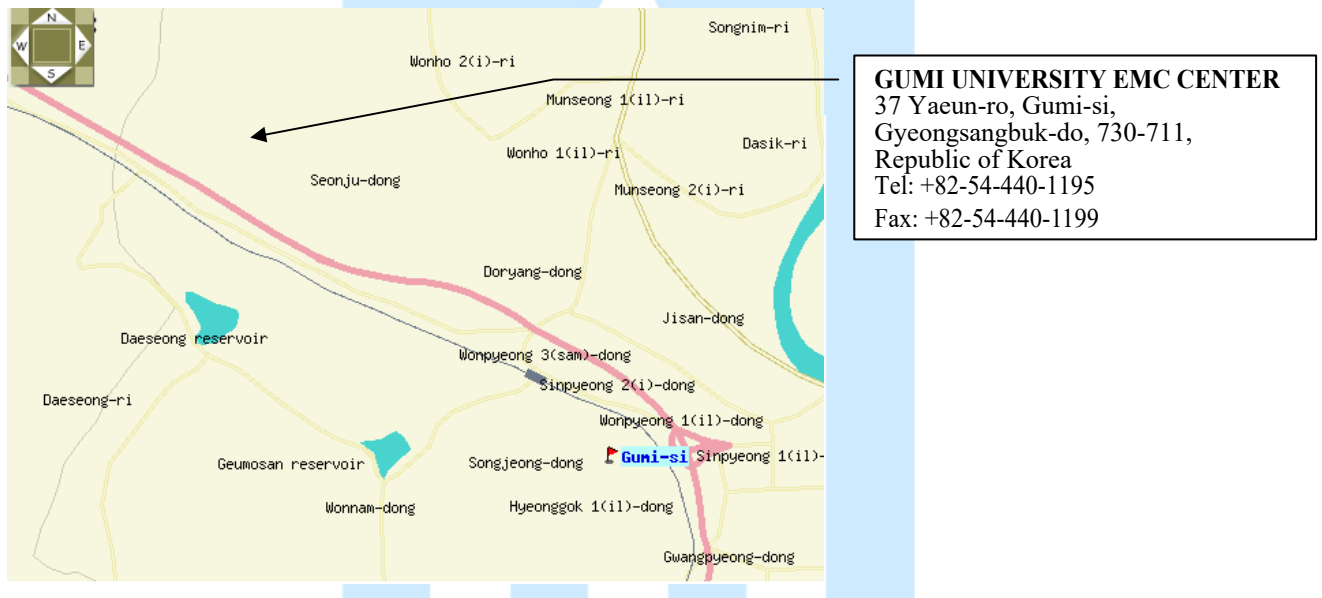 N
W E
S
Songnim-ri
Wonho 2(i)-ri
Munseong 1(il)-ri
Dasik-ri
Wonho 1(il)-ri
Seonju-dong
Munseong 2(i)-ri
Doryang-dong
Jisan-dong
Daeseong reservoir
Wonpyeong 3(sam)-dong
Sinpyeong 2(i)-dong
Daeseong-ri
Wonpyeong 1(il)-dong
Gumi-si
Sinpyeong 1(il)-
Geumosan reservoir
Songjeong-dong
Wonnam-dong
Hyeonggok 1(il)-dong
Gwangpyeong-dong
GUMI UNIVERSITY EMC CENTER
37 Yaeun-ro, Gumi-si,
Gyeongsangbuk-do, 730-711,
Republic of Korea
Tel: +82-54-440-1195
Fax: +82-54-440-1199